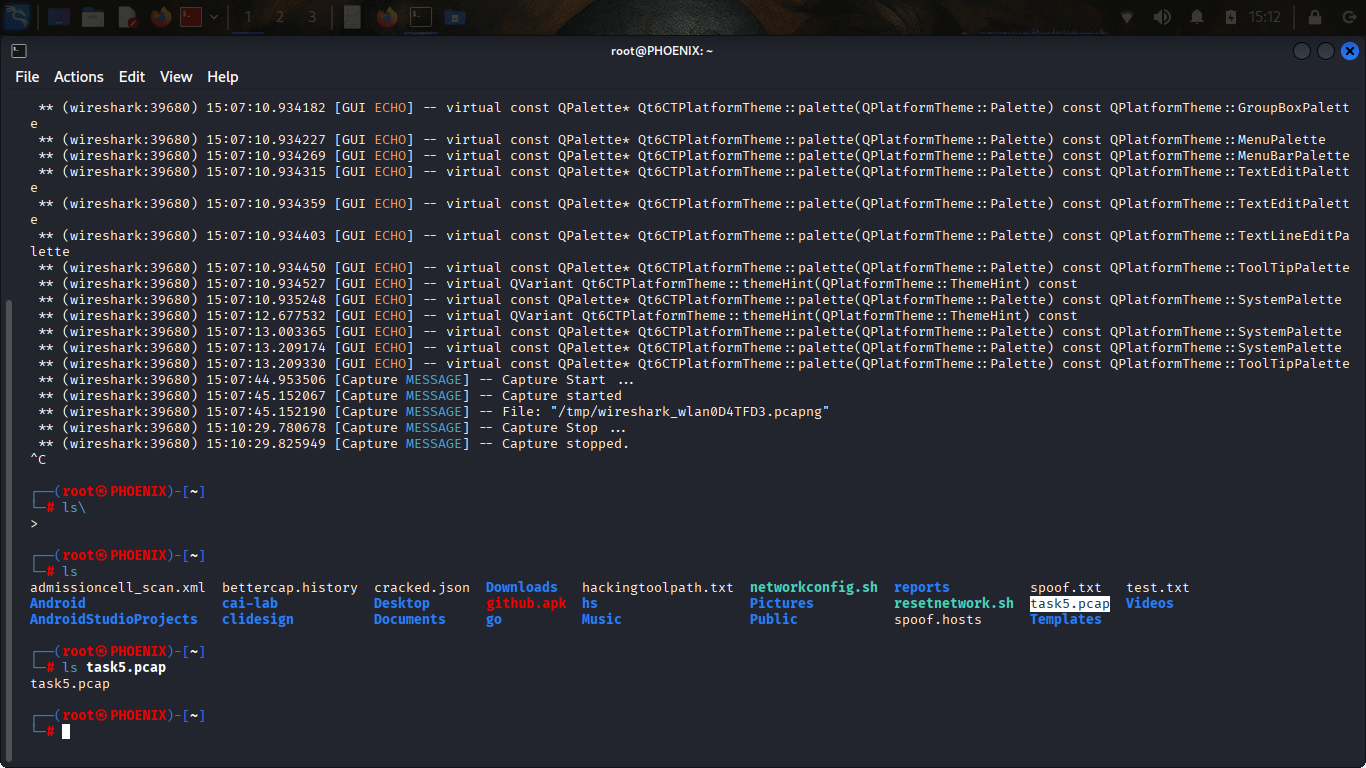 1 2 3 15:12
root@PHOENIX: ~
File Actions Edit View Help
** (wireshark:39680) 15:07:10.934182 [GUI ECHO] -- virtual const QPalette* Qt6CTPlatformTheme::palette(QPlatformTheme::Palette) const QPlatformTheme::GroupBoxPalett
e
** (wireshark:39680) 15:07:10.934227 [GUI ECHO] -- virtual const QPalette* Qt6CTPlatformTheme::palette(QPlatformTheme::Palette) const QPlatformTheme::MenuPalette
** (wireshark:39680) 15:07:10.934269 [GUI ECHO] -- virtual const QPalette* Qt6CTPlatformTheme::palette(QPlatformTheme::Palette) const QPlatformTheme::MenuBarPalette
** (wireshark:39680) 15:07:10.934315 [GUI ECHO] -- virtual const QPalette* Qt6CTPlatformTheme::palette(QPlatformTheme::Palette) const QPlatformTheme::TextEditPalett
e
** (wireshark:39680) 15:07:10.934359 [GUI ECHO] -- virtual const QPalette* Qt6CTPlatformTheme::palette(QPlatformTheme::Palette) const QPlatformTheme::TextEditPalett
e
** (wireshark:39680) 15:07:10.934403 [GUI ECHO] -- virtual const QPalette* Qt6CTPlatformTheme::palette(QPlatformTheme::Palette) const QPlatformTheme::TextLineEditPa
lette
** (wireshark:39680) 15:07:10.934450 [GUI ECHO] -- virtual const QPalette* Qt6CTPlatformTheme::palette(QPlatformTheme::Palette) const QPlatformTheme::ToolTipPalette
** (wireshark:39680) 15:07:10.934527 [GUI ECHO] -- virtual QVariant Qt6CTPlatformTheme::themeHint(QPlatformTheme::ThemeHint) const
** (wireshark:39680) 15:07:10.935248 [GUI ECHO] -- virtual const QPalette* Qt6CTPlatformTheme::palette(QPlatformTheme::Palette) const QPlatformTheme::SystemPalette
** (wireshark:39680) 15:07:12.677532 [GUI ECHO] -- virtual QVariant Qt6CTPlatformTheme::themeHint(QPlatformTheme::ThemeHint) const
** (wireshark:39680) 15:07:13.003365 [GUI ECHO] -- virtual const QPalette* Qt6CTPlatformTheme::palette(QPlatformTheme::Palette) const QPlatformTheme::SystemPalette
** (wireshark:39680) 15:07:13.209174 [GUI ECHO] -- virtual const QPalette* Qt6CTPlatformTheme::palette(QPlatformTheme::Palette) const QPlatformTheme::SystemPalette
** (wireshark:39680) 15:07:13.209330 [GUI ECHO] -- virtual const QPalette* Qt6CTPlatformTheme::palette(QPlatformTheme::Palette) const QPlatformTheme::ToolTipPalette
** (wireshark:39680) 15:07:44.953506 [Capture MESSAGE] -- Capture Start ...
** (wireshark:39680) 15:07:45.152067 [Capture MESSAGE] -- Capture started
** (wireshark:39680) 15:07:45.152190 [Capture MESSAGE] -- File: "/tmp/wireshark_wlan0D4TFD3.pcapng"
** (wireshark:39680) 15:10:29.780678 [Capture MESSAGE] -- Capture Stop ...
** (wireshark:39680) 15:10:29.825949 [Capture MESSAGE] -- Capture stopped.
^C
┌──(root㉿PHOENIX)-[~]
└─# ls\
>
┌──(root㉿PHOENIX)-[~]
└─# ls
admissioncell_scan.xml bettercap.history cracked.json Downloads hackingtoolpath.txt networkconfig.sh reports spoof.txt test.txt
Android cai-lab Desktop github.apk hs Pictures resetnetwork.sh task5.pcap Videos
AndroidStudioProjects clidesign Documents go Music Public spoof.hosts Templates
┌──(root㉿PHOENIX)-[~]
└─# ls task5.pcap
task5.pcap
┌──(root㉿PHOENIX)-[~]
└─#